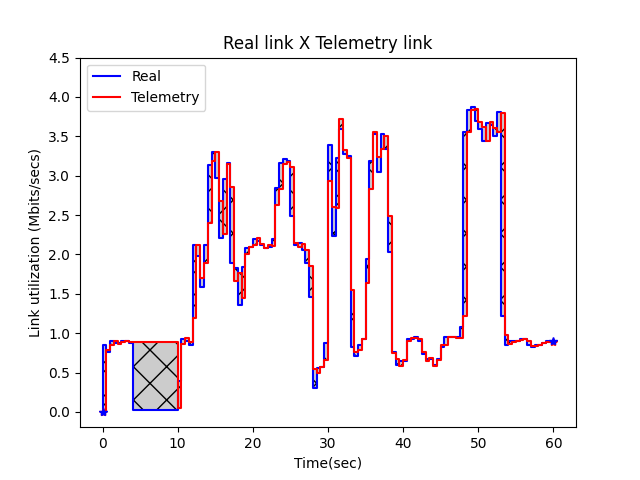 Real link X Telemetry link
Real
Telemetry
Link utilization (Mbits/secs)
4.5
4.0
3.5
3.0
2.5
2.0
1.5
1.0
0.5
0.0
0 10 20 30 40 50 60
Time(sec)